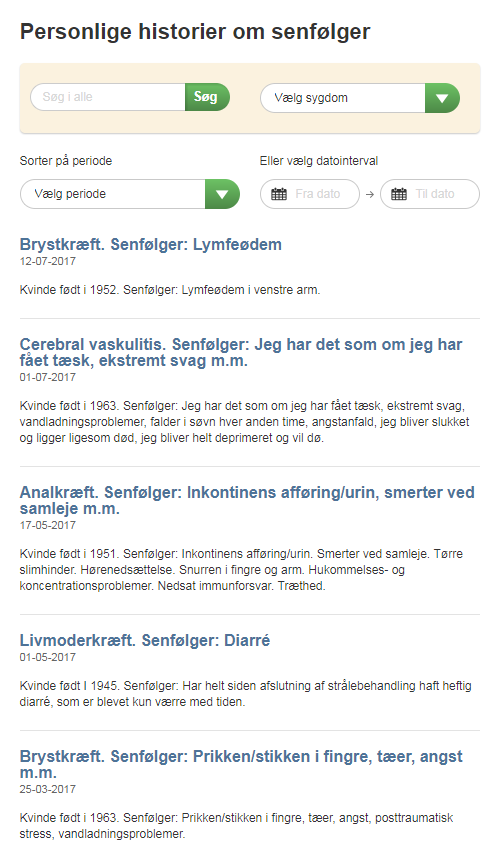 Personlige historier om senfølger
Søg i alle
Søg
Vælg sygdom
Sorter på periode
Eller vælg datointerval
Vælg periode
Fra dato
Til dato
Brystkræft. Senfølger: Lymfeødem
12-07-2017
Kvinde født i 1952. Senfølger: Lymfeødem i venstre arm.
Cerebral vaskulitis. Senfølger: Jeg har det som om jeg har
fået tæsk, ekstremt svag m.m.
01-07-2017
Kvinde født i 1963. Senfølger: Jeg har det som om jeg har fået tæsk, ekstremt svag,
vandladningsproblemer, falder i søvn hver anden time, angstanfald, jeg bliver slukket
og ligger ligesom død, jeg bliver helt deprimeret og vil dø.
Analkræft. Senfølger: Inkontinens afføring/urin, smerter ved
samleje m.m.
17-05-2017
Kvinde født i 1951. Senfølger: Inkontinens afføring/urin. Smerter ved samleje. Tørre
slimhinder. Hørenedsættelse. Snurren i fingre og arm. Hukommelses- og
koncentrationsproblemer. Nedsat immunforsvar. Træthed.
Livmoderkræft. Senfølger: Diarré
01-05-2017
Kvinde født I 1945. Senfølger: Har helt siden afslutning af strålebehandling haft heftig
diarré, som er blevet kun værre med tiden.
Brystkræft. Senfølger: Prikken/stikken i fingre, tæer, angst
m.m.
25-03-2017
Kvinde født i 1963. Senfølger: Prikken/stikken i fingre, tæer, angst, posttraumatisk
stress, vandladningsproblemer.